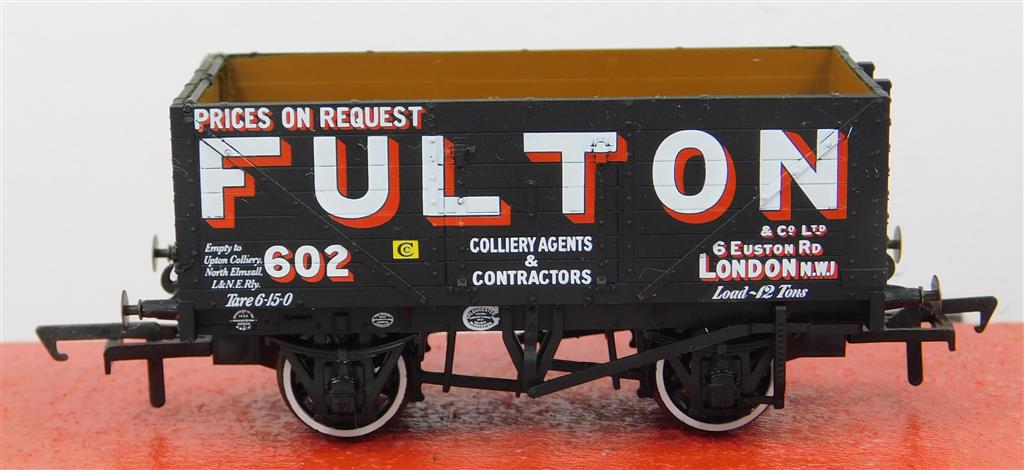 PRICES ON REQUEST
FULTON
& Co LTD
6 EUSTON RD
LONDON N.W.1
Load ~ 12 Tons
COLLIERY AGENTS
&
CONTRACTORS
Empty to
Upton Colliery,
North Elmsall,
L&N.E.Rly.
602
Tare 6-15-0